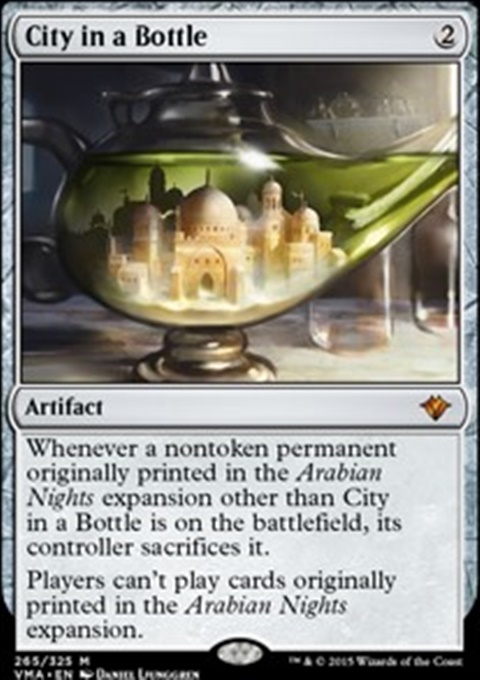 City in a Bottle 2
Artifact
Whenever a nontoken permanent
originally printed in the Arabian
Nights expansion other than City
in a Bottle is on the battlefield, its
controller sacrifices it.
Players can't play cards originally
printed in the Arabian Nights
expansion.
265/325 M
™ & © 2015 Wizards of the Coast
VMA • EN Daniel Ljunggren